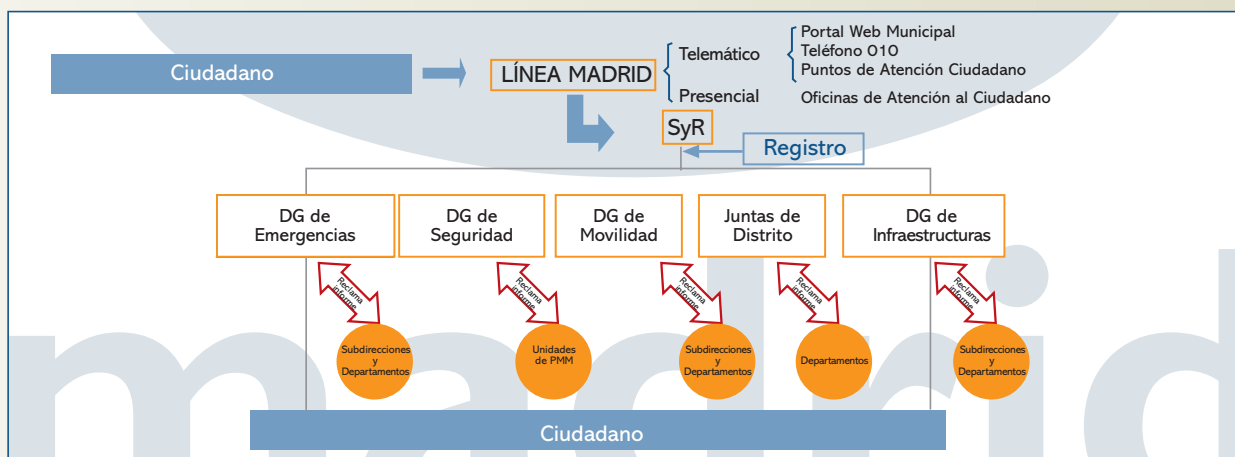 Ciudadano
LÍNEA MADRID
Telemático
Portal Web Municipal
Teléfono 010
Puntos de Atención Ciudadano
Presencial
Oficinas de Atención al Ciudadano
SyR
Registro
DG de
Emergencias
DG de
Seguridad
DG de
Movilidad
Juntas de
Distrito
DG de
Infraestructuras
Reclama
informe
Reclama
informe
Reclama
informe
Reclama
informe
Reclama
informe
Subdirecciones
y
Departamentos
Unidades
de PMM
Subdirecciones
y
Departamentos
Departamentos
Subdirecciones
y
Departamentos
Ciudadano
madrid